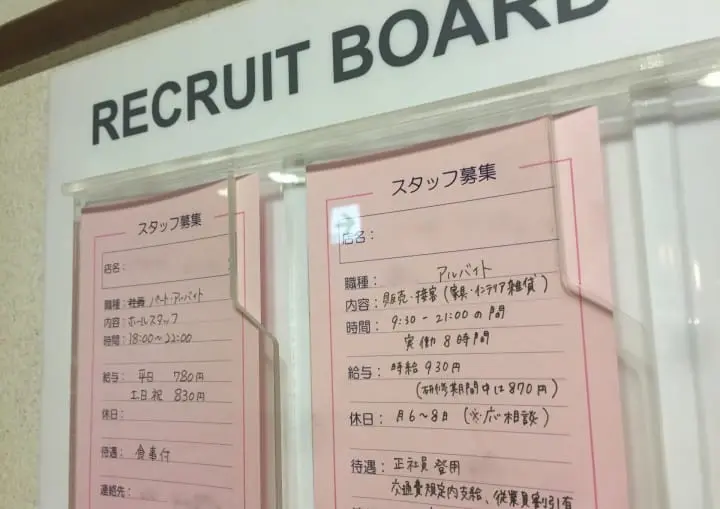 RECRUIT BOARD
スタッフ募集
店名:
職種: 社員 パート・アルバイト
内容: ホールスタッフ
時間: 18:00〜22:00
給与: 平日 780円
土日祝 830円
休日:
待遇: 食事付
連絡先:
スタッフ募集
店名:
職種: アルバイト
内容: 販売・接客(家具・インテリア雑貨)
時間: 9:30-21:00の間
実働8時間
給与: 時給930円
(研修期間中は870円)
休日: 月6〜8日(※応相談)
待遇: 正社員登用
交通費規定内支給、従業員割引有